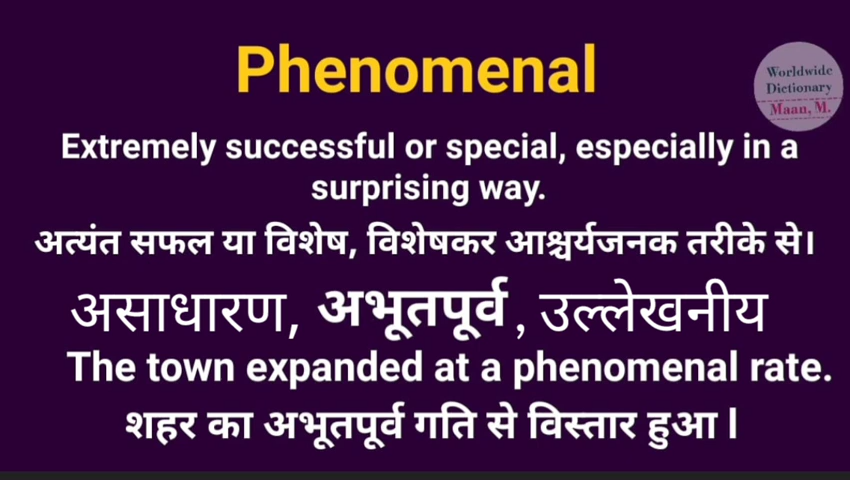 Phenomenal
Worldwide
Dictionary
Maan, M.
Extremely successful or special, especially in a
surprising way.
अत्यंत सफल या विशेष, विशेषकर आश्चर्यजनक तरीके से।
असाधारण, अभूतपूर्व, उल्लेखनीय
The town expanded at a phenomenal rate.
शहर का अभूतपूर्व गति से विस्तार हुआ l